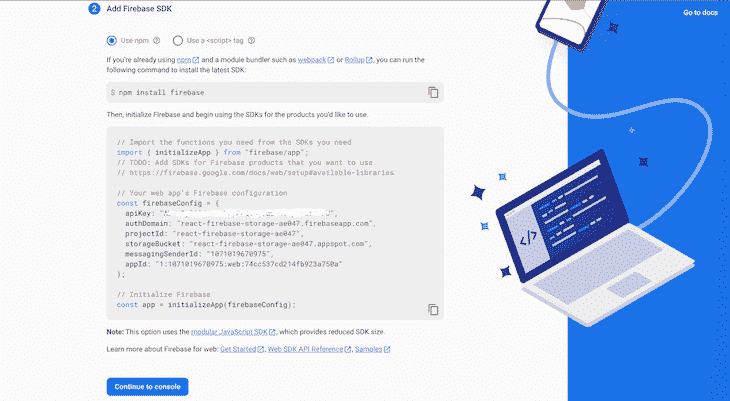 2 Add Firebase SDK
Go to docs
Use npm Use a <script> tag
If you're already using npm and a module bundler such as webpack or Rollup, you can run the
following command to install the latest SDK:
$ npm install firebase
Then, initialize Firebase and begin using the SDKs for the products you'd like to use.
// Import the functions you need from the SDKs you need
import { initializeApp } from "firebase/app";
// TODO: Add SDKs for Firebase products that you want to use
// https://firebase.google.com/docs/web/setup#available-libraries
// Your web app's Firebase configuration
const firebaseConfig = {
apiKey: "
authDomain: "react-firebase-storage-ae047.firebaseapp.com",
projectId: "react-firebase-storage-ae047",
storageBucket: "react-firebase-storage-ae047.appspot.com",
messagingSenderId: "1071019670975",
appId: "1:1071019670975:web:74cc537cd214fb923a750a"
};
// Initialize Firebase
const app = initializeApp(firebaseConfig);
Note: This option uses the modular JavaScript SDK, which provides reduced SDK size.
Learn more about Firebase for web: Get Started, Web SDK API Reference, Samples
Continue to console
</>